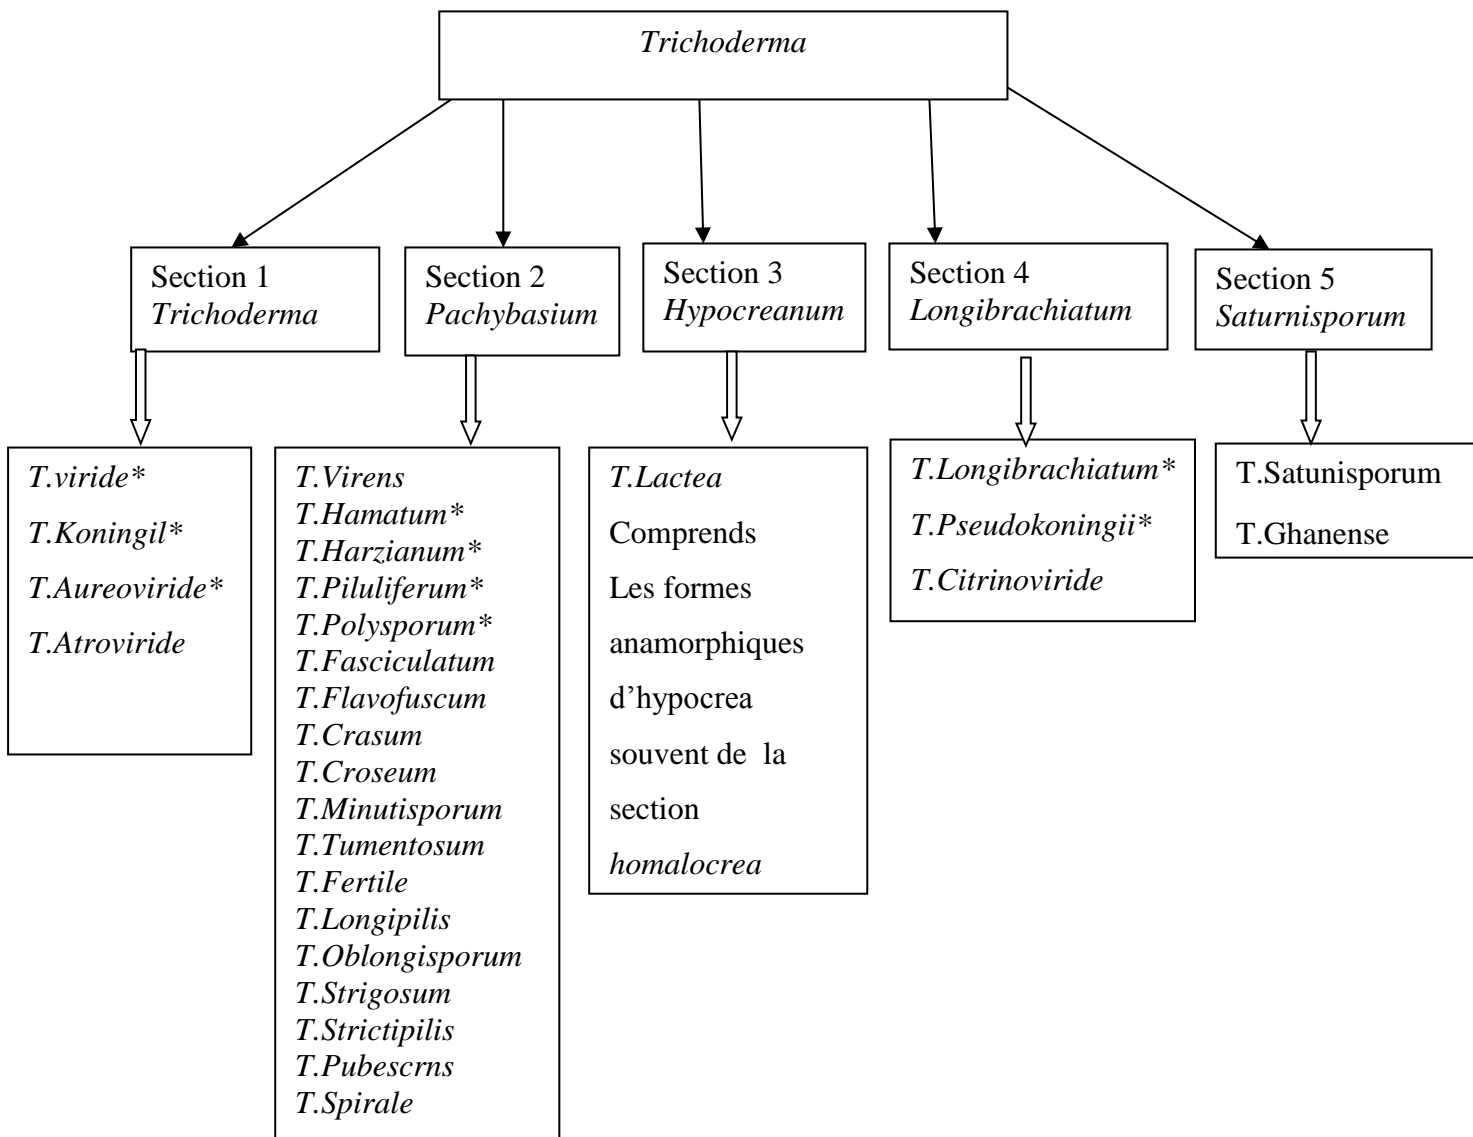 Trichoderma
Section 1
Trichoderma
Section 2
Pachybasium
Section 3
Hypocreanum
Section 4
Longibrachiatum
Section 5
Saturnisporum
T.viride*
T.Koningil*
T.Aureoviride*
T.Atroviride
T.Virens
T.Hamatum*
T.Harzianum*
T.Piluliferum*
T.Polysporum*
T.Fasciculatum
T.Flavofuscum
T.Crasum
T.Croseum
T.Minutisporum
T.Tumentosum
T.Fertile
T.Longipilis
T.Oblongisporum
T.Strigosum
T.Strictipilis
T.Pubescrns
T.Spirale
T.Lactea
Comprends
Les formes
anamorphiques
d’hypocrea
souvent de la
section
homalocrea
T.Longibrachiatum*
T.Pseudokoningii*
T.Citrinoviride
T.Satunisporum
T.Ghanense